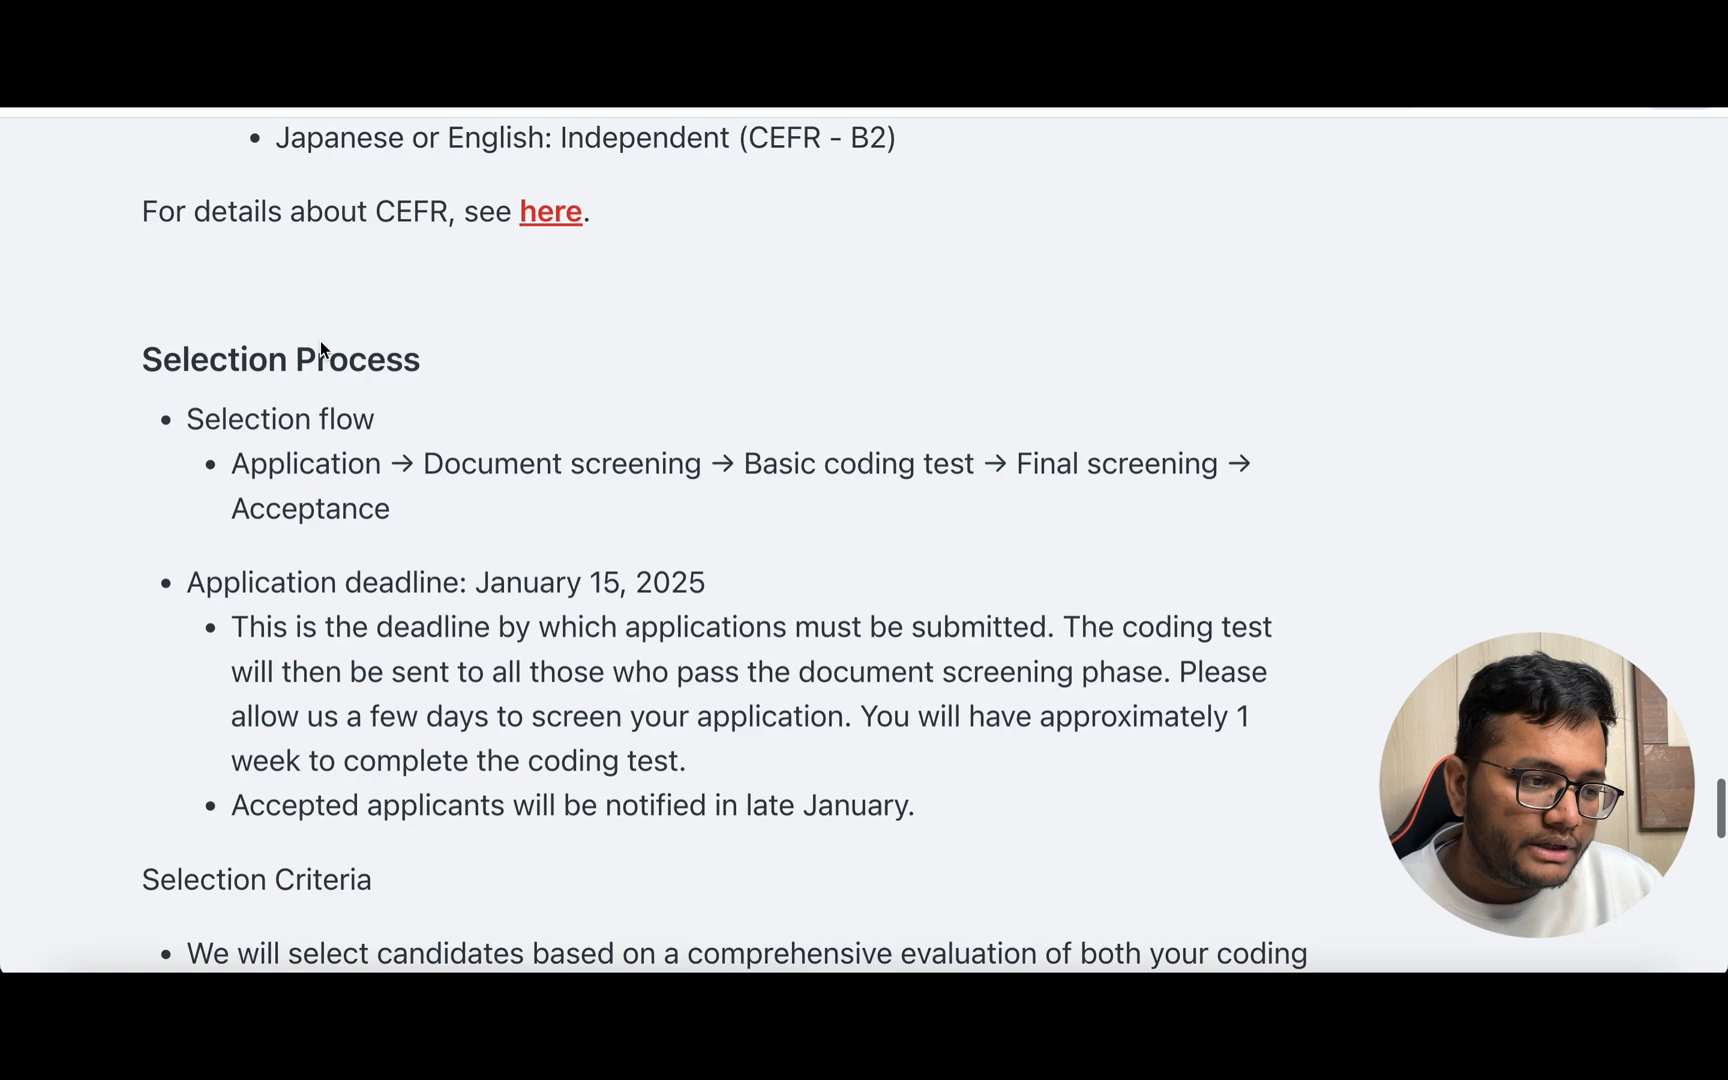 Japanese or English: Independent (CEFR - B2)
For details about CEFR, see here.
Selection Process
Selection flow
Application → Document screening → Basic coding test → Final screening →
Acceptance
Application deadline: January 15, 2025
This is the deadline by which applications must be submitted. The coding test
will then be sent to all those who pass the document screening phase. Please
allow us a few days to screen your application. You will have approximately 1
week to complete the coding test.
Accepted applicants will be notified in late January.
Selection Criteria
We will select candidates based on a comprehensive evaluation of both your coding